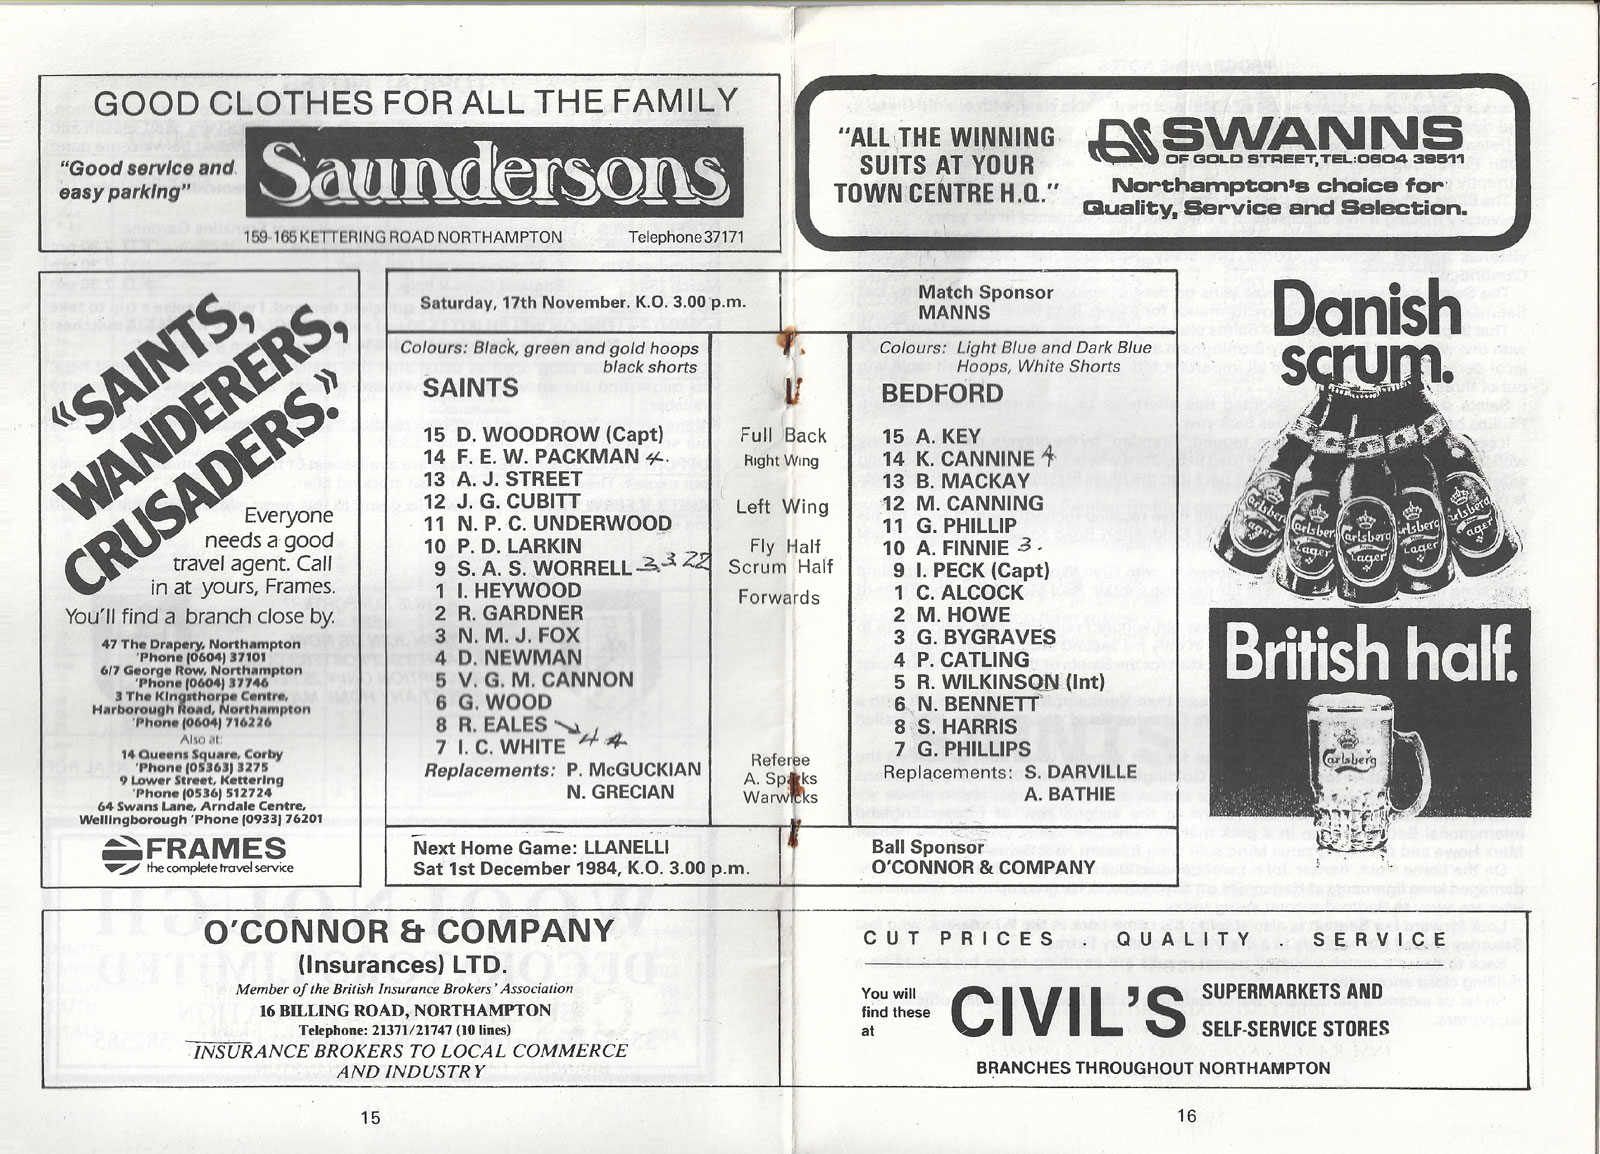 GOOD CLOTHES FOR ALL THE FAMILY
"Good service and
easy parking"
Saundersons
159-165 KETTERING ROAD NORTHAMPTON Telephone 37171
"ALL THE WINNING
SUITS AT YOUR
TOWN CENTRE H.Q."
SWANNS
OF GOLD STREET, TEL:0604 38511
Northampton's choice for
Quality, Service and Selection.
«SAINTS,
WANDERERS,
CRUSADERS.»
Everyone
needs a good
travel agent. Call
in at yours, Frames.
You'll find a branch close by.
47 The Drapery, Northampton
'Phone (0604) 37101
6/7 George Row, Northampton
'Phone (0604) 37746
3 The Kingsthorpe Centre,
Harborough Road, Northampton
'Phone (0604) 716226
Also at:
14 Queens Square, Corby
'Phone (05363) 3275
9 Lower Street, Kettering
'Phone (0536) 512724
64 Swans Lane, Arndale Centre,
Wellingborough 'Phone (0933) 76201
FRAMES
the complete travel service
Saturday, 17th November. K.O. 3.00 p.m.
Match Sponsor
MANNS
Colours: Black, green and gold hoops
black shorts
SAINTS
15 D. WOODROW (Capt)
14 F. E. W. PACKMAN 4.
13 A. J. STREET
12 J. G. CUBITT
11 N. P. C. UNDERWOOD
10 P. D. LARKIN
9 S. A. S. WORRELL 3 3 2 2
1 I. HEYWOOD
2 R. GARDNER
3 N. M. J. FOX
4 D. NEWMAN
5 V. G. M. CANNON
6 G. WOOD
8 R. EALES
7 I. C. WHITE 4 4
Replacements: P. McGUCKIAN
N. GRECIAN
Full Back
Right Wing
Left Wing
Fly Half
Scrum Half
Forwards
Referee
A. Sparks
Warwicks
Colours: Light Blue and Dark Blue
Hoops, White Shorts
BEDFORD
15 A. KEY
14 K. CANNINE 4
13 B. MACKAY
12 M. CANNING
11 G. PHILLIP
10 A. FINNIE 3.
9 I. PECK (Capt)
1 C. ALCOCK
2 M. HOWE
3 G. BYGRAVES
4 P. CATLING
5 R. WILKINSON (Int)
6 N. BENNETT
8 S. HARRIS
7 G. PHILLIPS
Replacements: S. DARVILLE
A. BATHIE
Next Home Game: LLANELLI
Sat 1st December 1984, K.O. 3.00 p.m.
Ball Sponsor
O'CONNOR & COMPANY
Danish
scrum.
Carlsberg
Lager
Carlsberg
Lager
Carlsberg
Lager
Carlsberg
Lager
British half.
Carlsberg
O'CONNOR & COMPANY
(Insurances) LTD.
Member of the British Insurance Brokers' Association
16 BILLING ROAD, NORTHAMPTON
Telephone: 21371/21747 (10 lines)
INSURANCE BROKERS TO LOCAL COMMERCE
AND INDUSTRY
CUT PRICES . QUALITY . SERVICE
You will
find these
at
CIVIL'S
SUPERMARKETS AND
SELF-SERVICE STORES
BRANCHES THROUGHOUT NORTHAMPTON
15
16